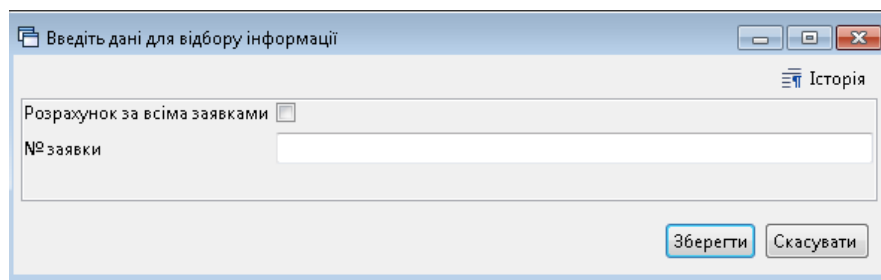 Введіть дані для відбору інформації
Історія
Розрахунок за всіма заявками
№ заявки
Зберегти Скасувати